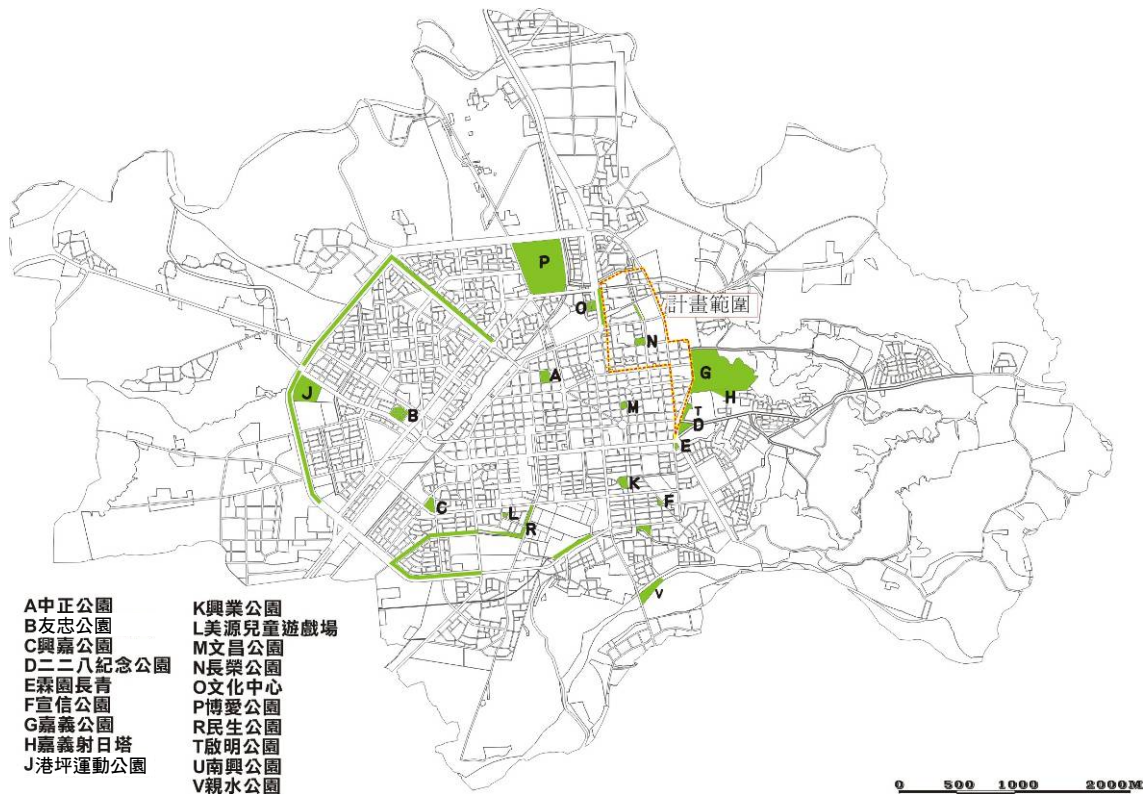 P
O
計畫範圍
N
A
G
J
H
B
M
T
D
E
C
K
L
F
R
V
A中正公園
B友忠公園
C興嘉公園
D二二八紀念公園
E霖園長青
F宣信公園
G嘉義公園
H嘉義射日塔
J港坪運動公園
K興業公園
L美源兒童遊戲場
M文昌公園
N長榮公園
O文化中心
P博愛公園
R民生公園
T啟明公園
U南興公園
V親水公園
0 500 1000 2000M